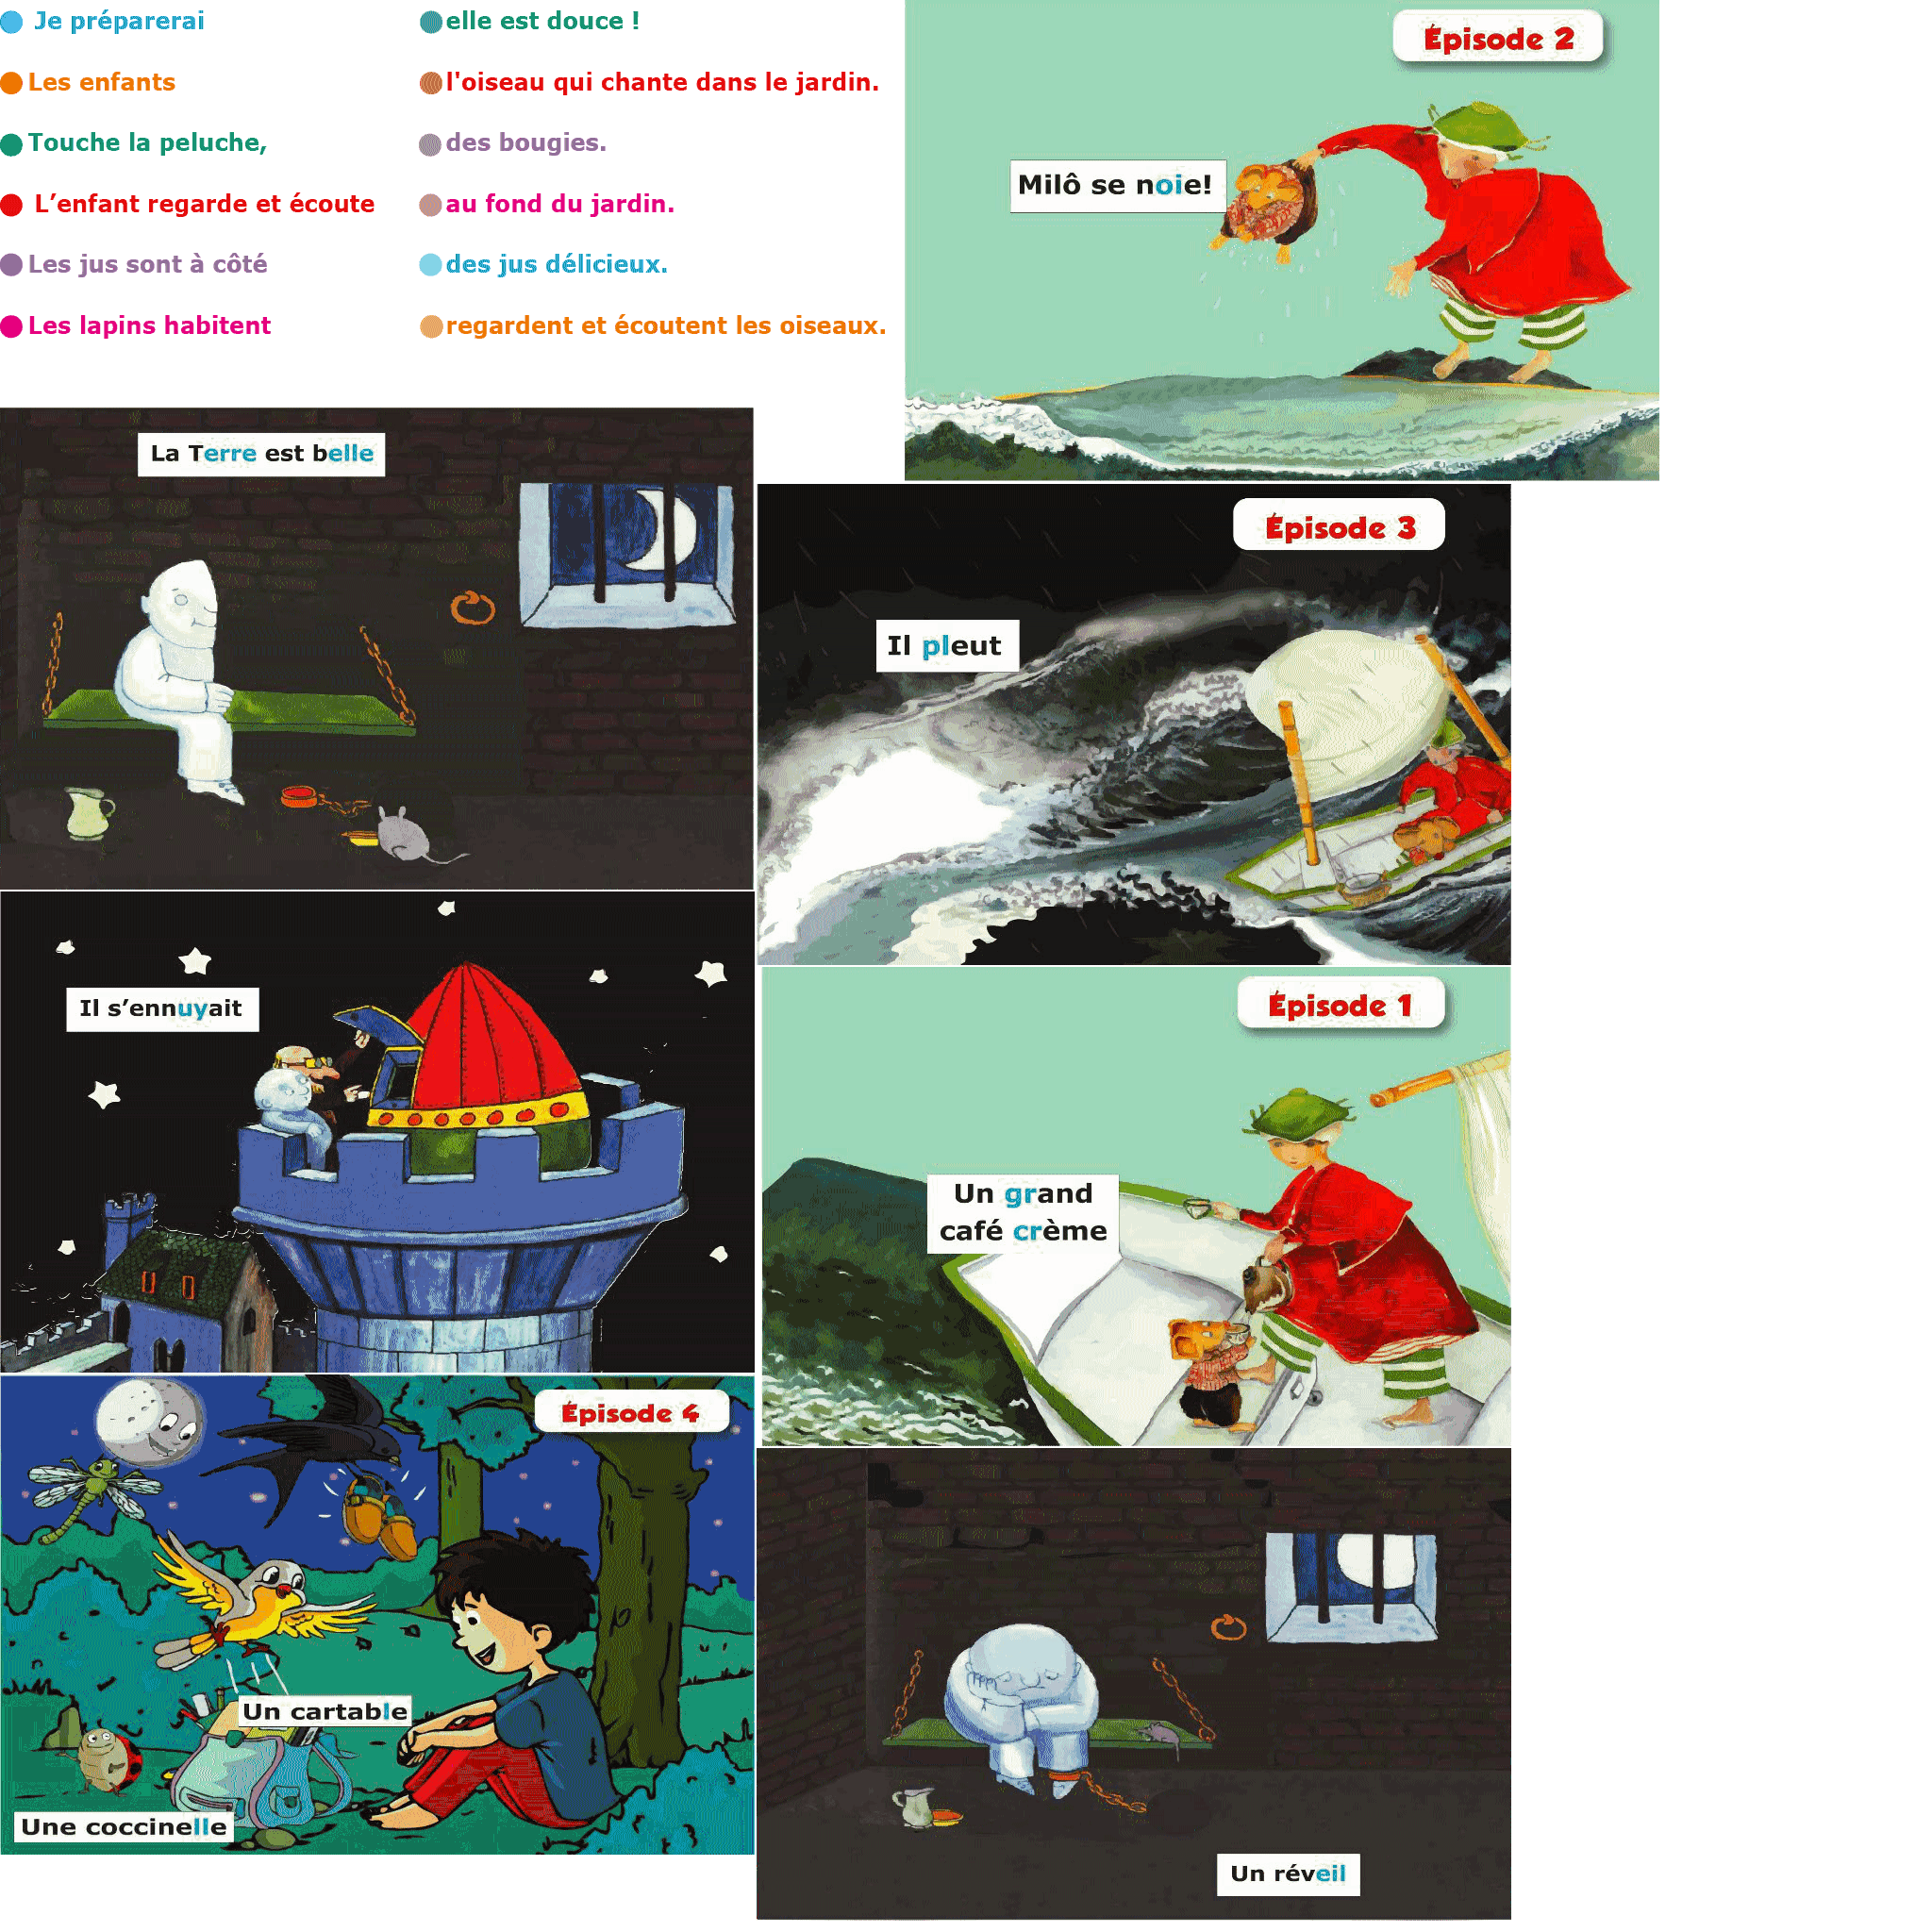 Je préparerai
Les enfants
Touche la peluche,
L’enfant regarde et écoute
Les jus sont à côté
Les lapins habitent
elle est douce !
l'oiseau qui chante dans le jardin.
des bougies.
au fond du jardin.
des jus délicieux.
regardent et écoutent les oiseaux.
Épisode 2
Milô se noie!
La Terre est belle
Épisode 3
Il pleut
Il s’ennuyait
Épisode 1
Un grand
café crème
Épisode 4
Un cartable
Une coccinelle
Un réveil